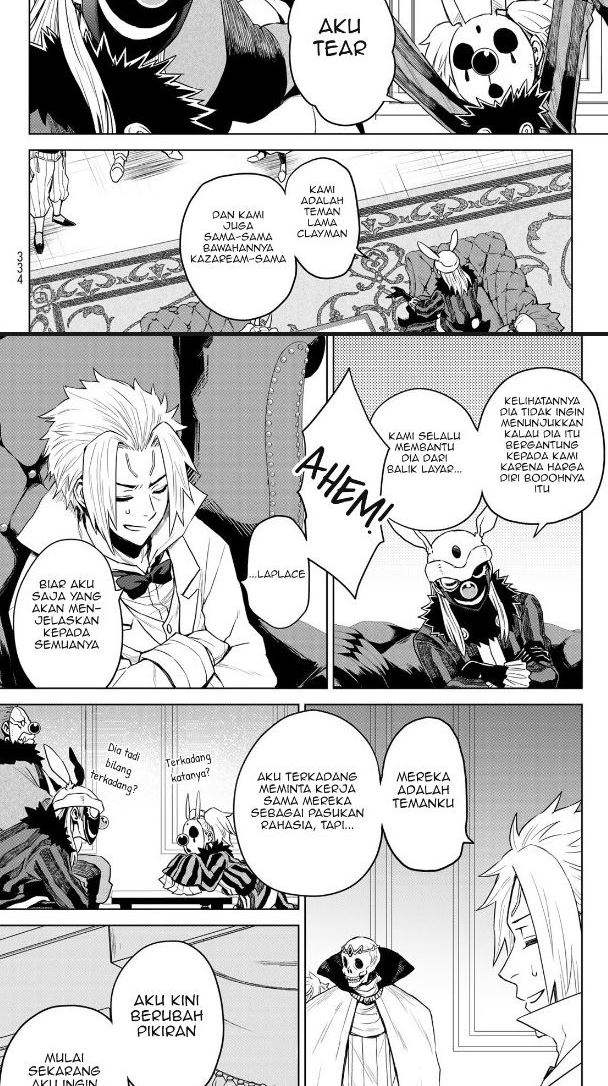 AKU
TEAR
KAMI
ADALAH
TEMAN
LAMA
CLAYMAN
DAN KAMI
JUGA
SAMA-SAMA
BAWAHANNYA
KAZAREAM-SAMA
334
KELIHATANNYA
DIA TIDAK INGIN
MENUNJUKKAN
KALAU DIA ITU
BERGANTUNG
KEPADA KAMI
KARENA HARGA
DIRI BODOHNYA
ITU
KAMI SELALU
MEMBANTU
DIA DARI
BALIK LAYAR...
AHEM!
...LAPLACE
BIAR AKU
SAJA YANG
AKAN MEN-
JELASKAN
KEPADA
SEMUANYA
MEREKA
ADALAH
TEMANKU
AKU TERKADANG
MEMINTA KERJA
SAMA MEREKA
SEBAGAI PASUKAN
RAHASIA, TAPI...
Terkadang
katanya?
Dia tadi
bilang
terkadang?
AKU KINI
BERUBAH
PIKIRAN
MULAI
SEKARANG
AKU INGIN